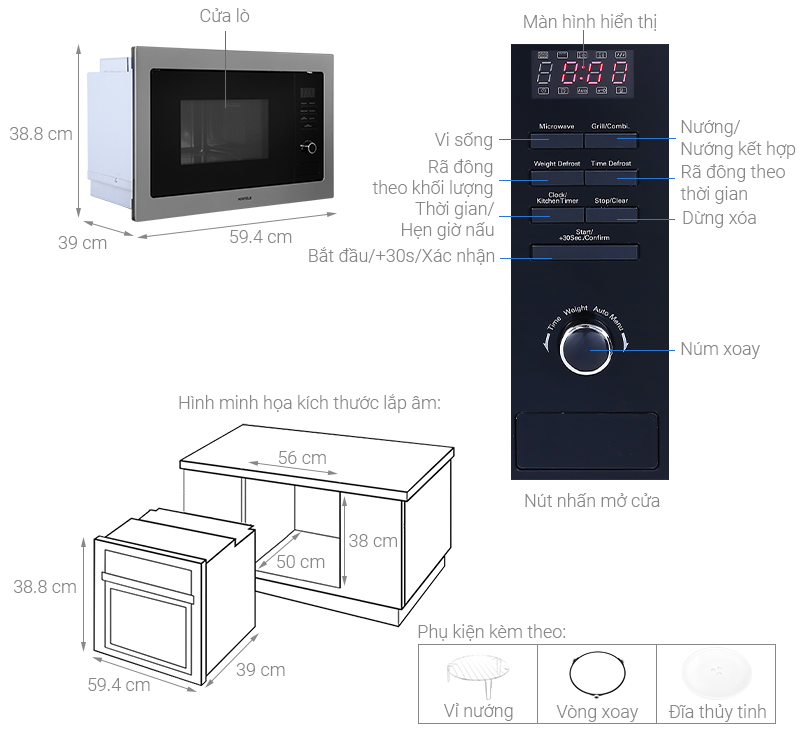 Cửa lò
38.8 cm
39 cm
59.4 cm
HÄFELE
Màn hình hiển thị
8:00
Auto
Microwave
Grill/Combi.
Weight Defrost
Time Defrost
Clock/
Kitchen Timer
Stop/Clear
Start/
+30Sec./Confirm
Time Weight Auto Menu
Vi sống
Rã đông
theo khối lượng
Thời gian/
Hẹn giờ nấu
Bắt đầu/+30s/Xác nhận
Nướng/
Nướng kết hợp
Rã đông theo
thời gian
Dừng xóa
Núm xoay
Nút nhấn mở cửa
Hình minh họa kích thước lắp âm:
56 cm
38 cm
50 cm
38.8 cm
39 cm
59.4 cm
Phụ kiện kèm theo:
Vỉ nướng
Vòng xoay
Đĩa thủy tinh